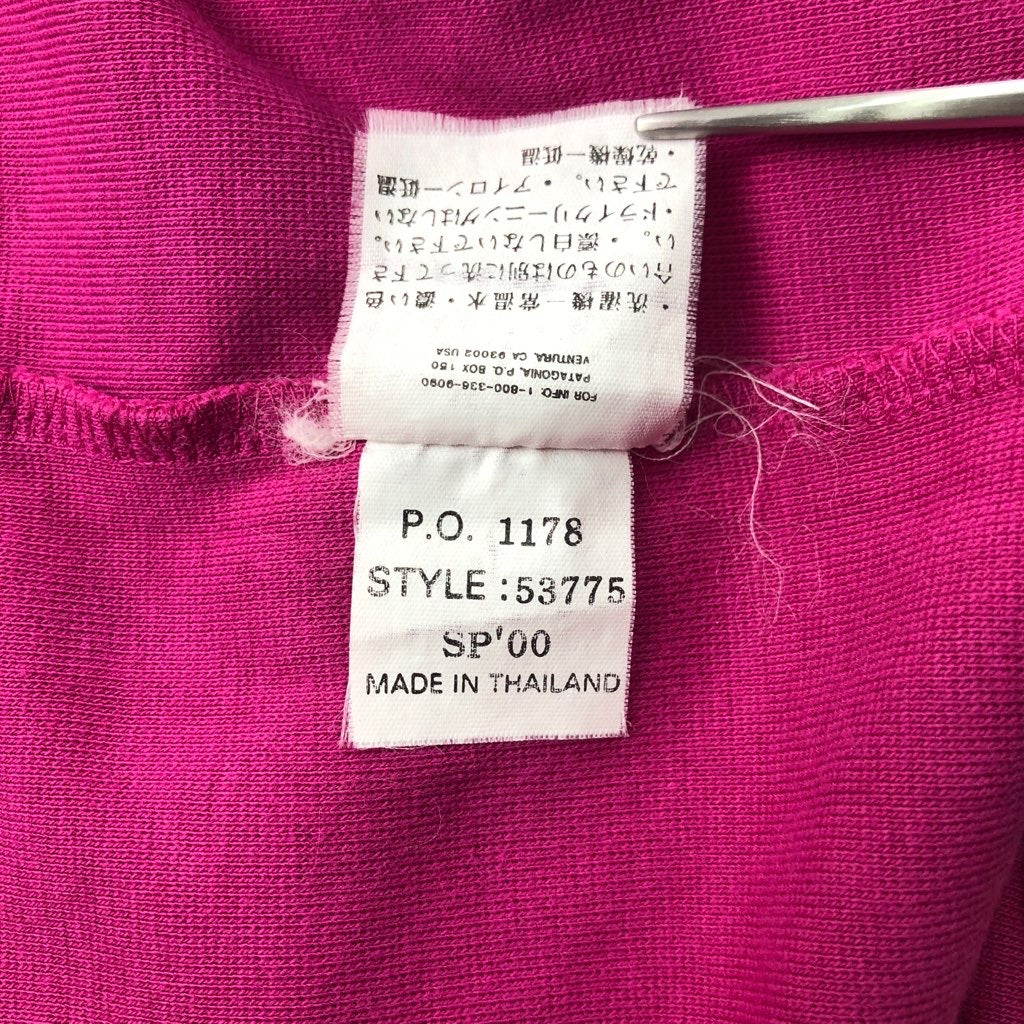 FOR INFO: 1-800-336-9090
PATAGONIA, P.O. BOX 150
VENTURA, CA 93002 USA
・洗濯機—常温水・濃い色
合いのものは別に洗って下さ
い。・漂白しないで下さい。
・ドライクリーニングはしない
で下さい。・アイロン—低温
・乾燥機—低温
P.O. 1178
STYLE :53775
SP'00
MADE IN THAILAND